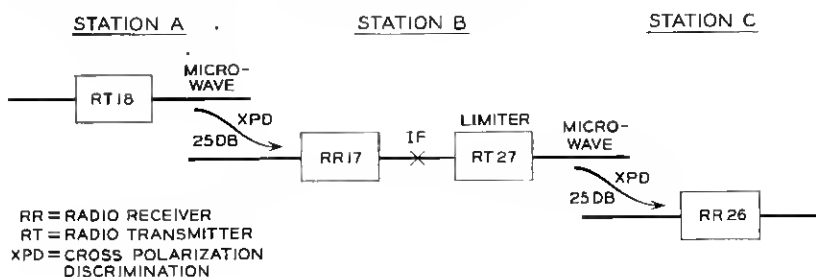 STATION A
STATION B
STATION C
MICRO-
WAVE
RT18
XPD
25DB
RR17
IF
LIMITER
RT27
MICRO-
WAVE
XPD
25DB
RR26
RR = RADIO RECEIVER
RT = RADIO TRANSMITTER
XPD = CROSS POLARIZATION
DISCRIMINATION